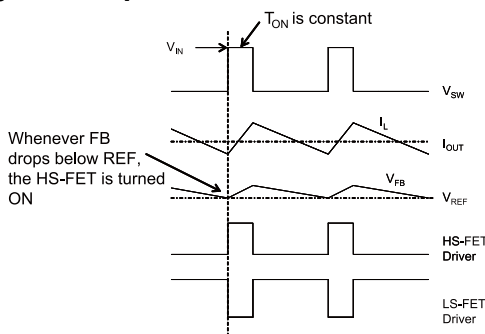 T_ON is constant
V_IN
V_SW
I_L
I_OUT
Whenever FB
drops below REF,
the HS-FET is turned
ON
V_FB
V_REF
HS-FET
Driver
LS-FET
Driver